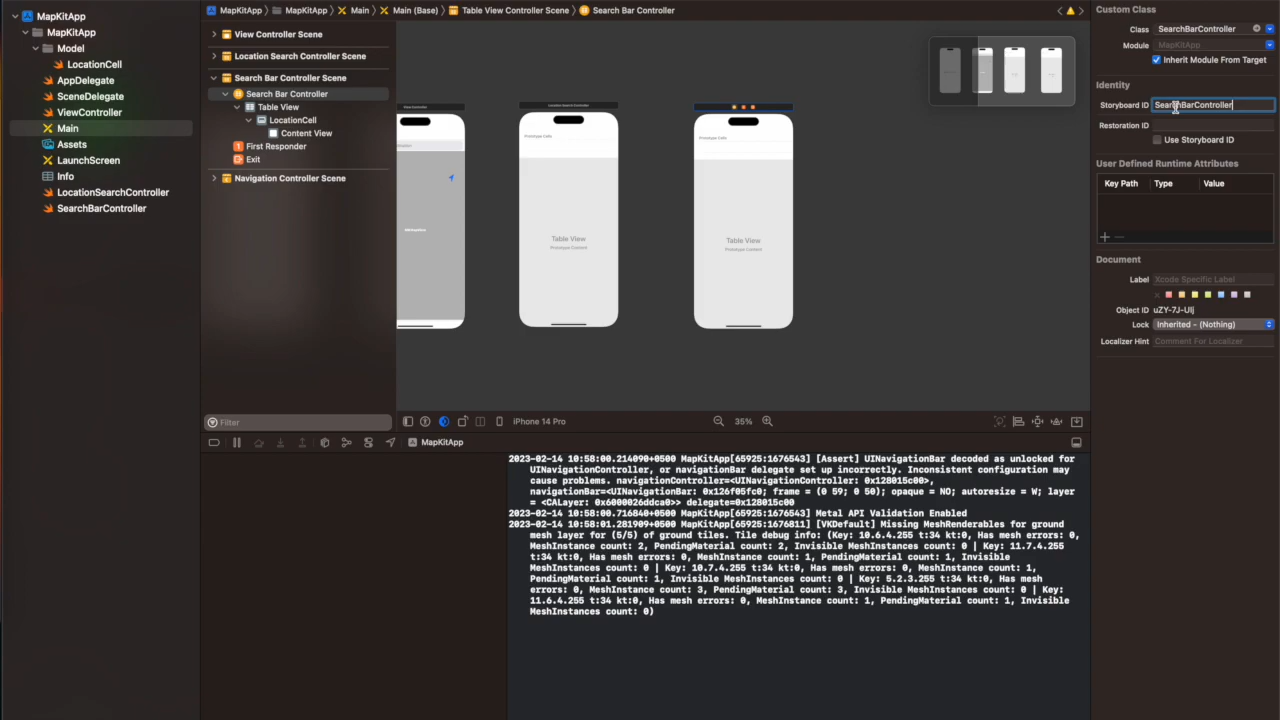 MapKitApp
MapKitApp
Model
LocationCell
AppDelegate
SceneDelegate
ViewController
Main
Assets
LaunchScreen
Info
LocationSearchController
SearchBarController
MapKitApp
MapKitApp
Main
Main (Base)
Table View Controller Scene
Search Bar Controller
View Controller Scene
Location Search Controller Scene
Search Bar Controller Scene
Search Bar Controller
Table View
LocationCell
Content View
First Responder
Exit
Navigation Controller Scene
Filter
View Controller
Location Search Controller
Prototype Cells
Table View
Prototype Content
Prototype Cells
Table View
Prototype Content
iPhone 14 Pro
35%
MapKitApp
2023-02-14 10:58:00.214090+0500 MapKitApp[65925:1676543] [Assert] UINavigationBar decoded as unlocked for
UINavigationController, or navigationBar delegate set up incorrectly. Inconsistent configuration may
cause problems. navigationController=<UINavigationController: 0x128015c00>,
navigationBar=<UINavigationBar: 0x126f05fc0; frame = (0 59; 0 50); opaque = NO; autoresize = W; layer
= <CALayer: 0x6000026ddca0>> delegate=0x128015c00
2023-02-14 10:58:00.716840+0500 MapKitApp[65925:1676543] Metal API Validation Enabled
2023-02-14 10:58:01.281909+0500 MapKitApp[65925:1676811] [VKDefault] Missing MeshRenderables for ground
mesh layer for (5/5) of ground tiles. Tile debug info: (Key: 10.6.4.255 t:34 kt:0, Has mesh errors: 0,
MeshInstance count: 2, PendingMaterial count: 2, Invisible MeshInstances count: 0 | Key: 11.7.4.255
t:34 kt:0, Has mesh errors: 0, MeshInstance count: 1, PendingMaterial count: 1, Invisible
MeshInstances count: 0 | Key: 10.7.4.255 t:34 kt:0, Has mesh errors: 0, MeshInstance count: 1,
PendingMaterial count: 1, Invisible MeshInstances count: 0 | Key: 5.2.3.255 t:34 kt:0, Has mesh
errors: 0, MeshInstance count: 3, PendingMaterial count: 3, Invisible MeshInstances count: 0 | Key:
11.6.4.255 t:34 kt:0, Has mesh errors: 0, MeshInstance count: 1, PendingMaterial count: 1, Invisible
MeshInstances count: 0)
Custom Class
Class SearchBarController
Module MapKitApp
Inherit Module From Target
Identity
Storyboard ID SearchBarController
Restoration ID
Use Storyboard ID
User Defined Runtime Attributes
Key Path Type Value
Document
Label Xcode Specific Label
Object ID uZY-7J-UIj
Lock Inherited - (Nothing)
Localizer Hint Comment For Localizer